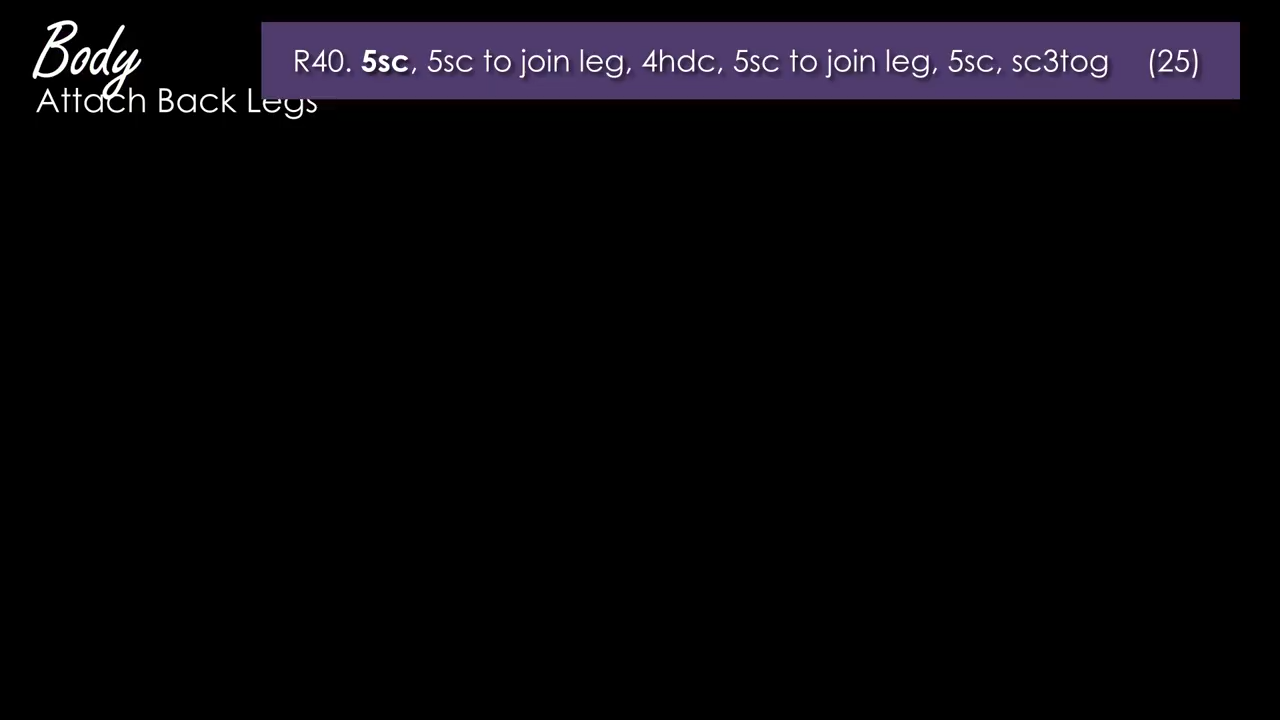 Body
R40. 5sc, 5sc to join leg, 4hdc, 5sc to join leg, 5sc, sc3tog (25)
Attach Back Legs